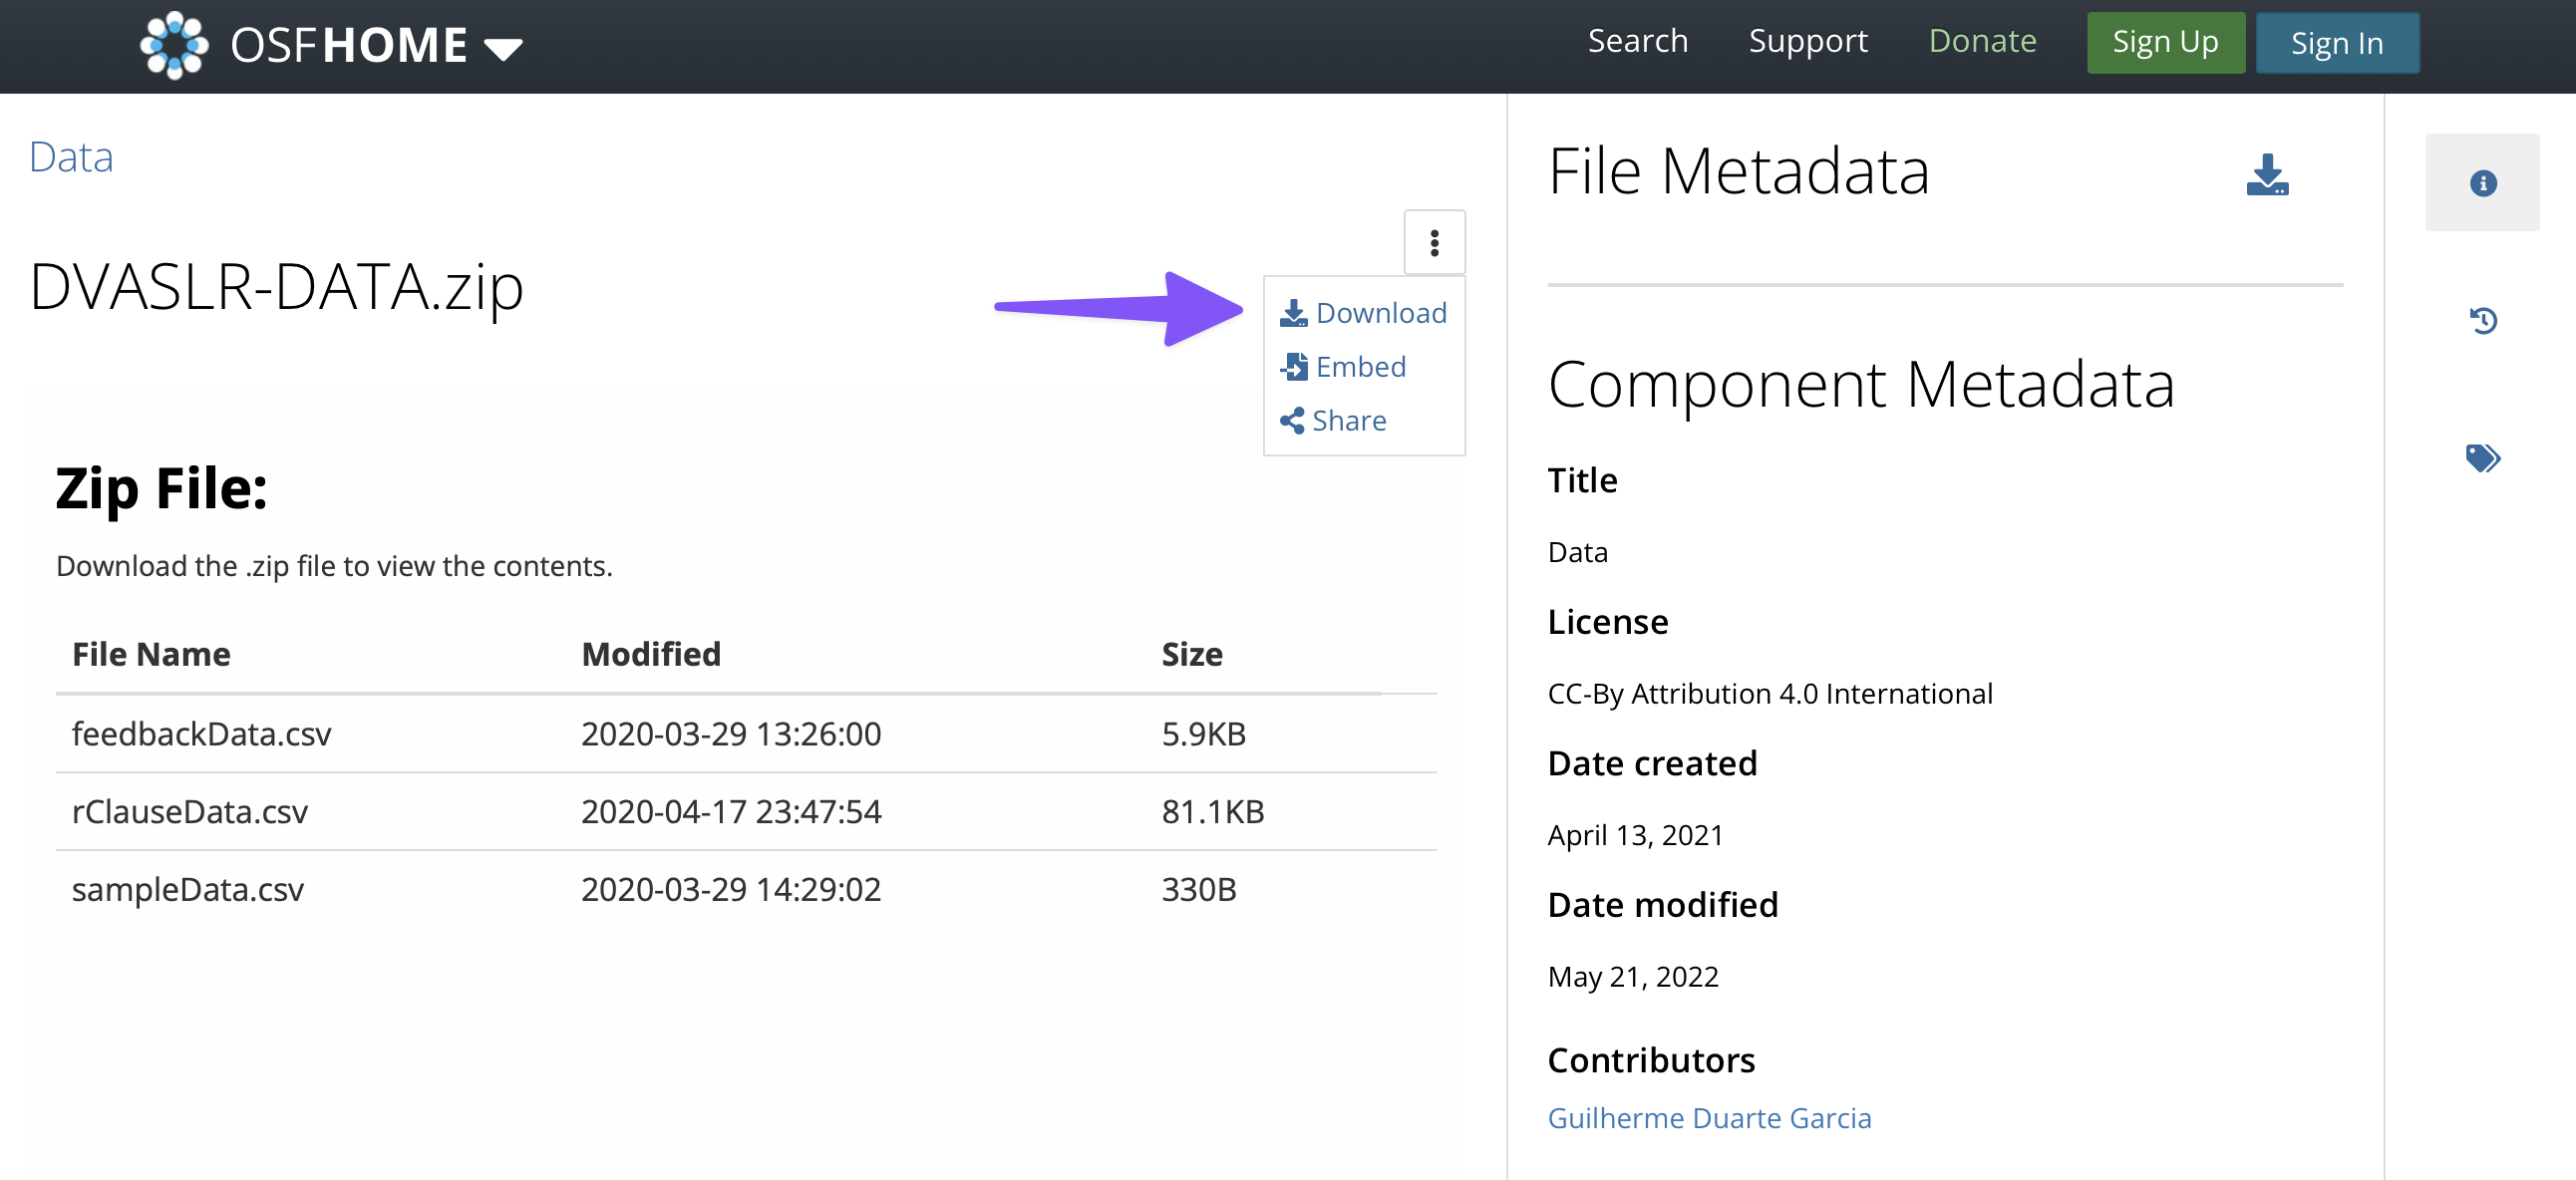 OSFHOME
Search Support Donate Sign Up Sign In
Data
DVASLR-DATA.zip
Download
Embed
Share
Zip File:
Download the .zip file to view the contents.
File Name Modified Size
feedbackData.csv 2020-03-29 13:26:00 5.9KB
rClauseData.csv 2020-04-17 23:47:54 81.1KB
sampleData.csv 2020-03-29 14:29:02 330B
File Metadata
Component Metadata
Title
Data
License
CC-By Attribution 4.0 International
Date created
April 13, 2021
Date modified
May 21, 2022
Contributors
Guilherme Duarte Garcia